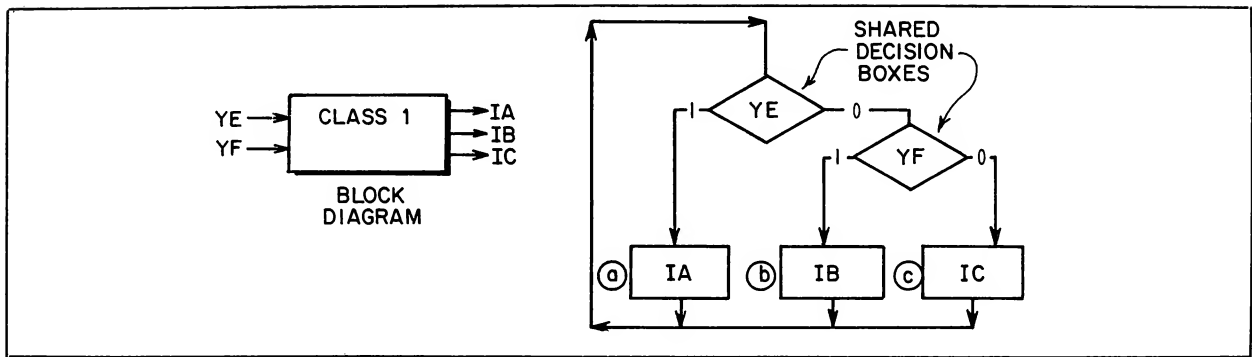 YE
YF
CLASS 1
IA
IB
IC
BLOCK
DIAGRAM
SHARED
DECISION
BOXES
1
YE
0
1
YF
0
a
IA
b
IB
c
IC